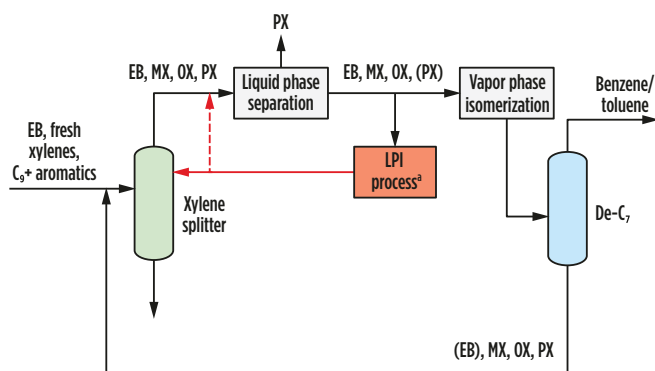 PX
EB, MX, OX, PX
Liquid phase
separation
EB, MX, OX, (PX)
Vapor phase
isomerization
Benzene/
toluene
EB, fresh
xylenes,
C₉+ aromatics
LPI
processᵃ
Xylene
splitter
De-C₇
(EB), MX, OX, PX